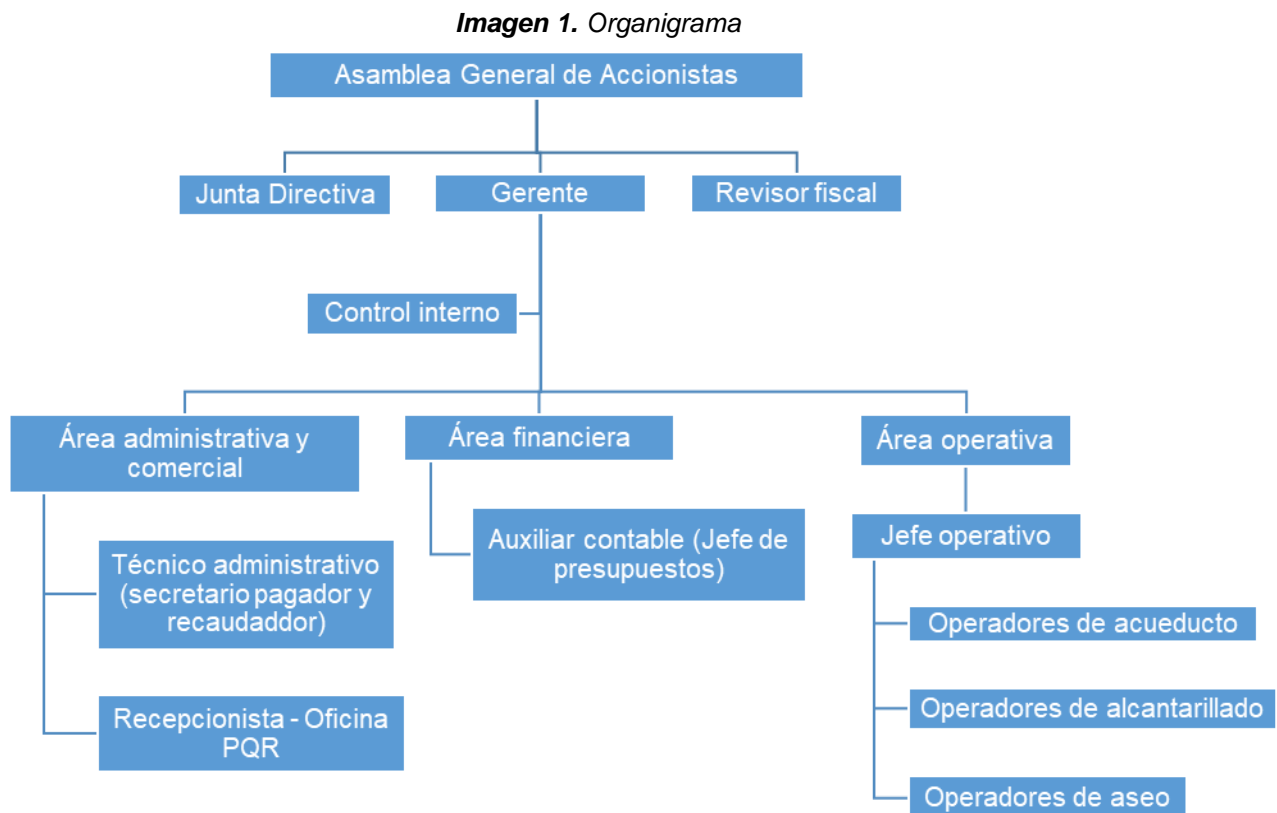 Imagen 1. Organigrama
Asamblea General de Accionistas
Junta Directiva
Gerente
Revisor fiscal
Control interno
Área administrativa y
comercial
Área financiera
Área operativa
Técnico administrativo
(secretario pagador y
recaudaddor)
Recepcionista - Oficina
PQR
Auxiliar contable (Jefe de
presupuestos)
Jefe operativo
Operadores de acueducto
Operadores de alcantarillado
Operadores de aseo